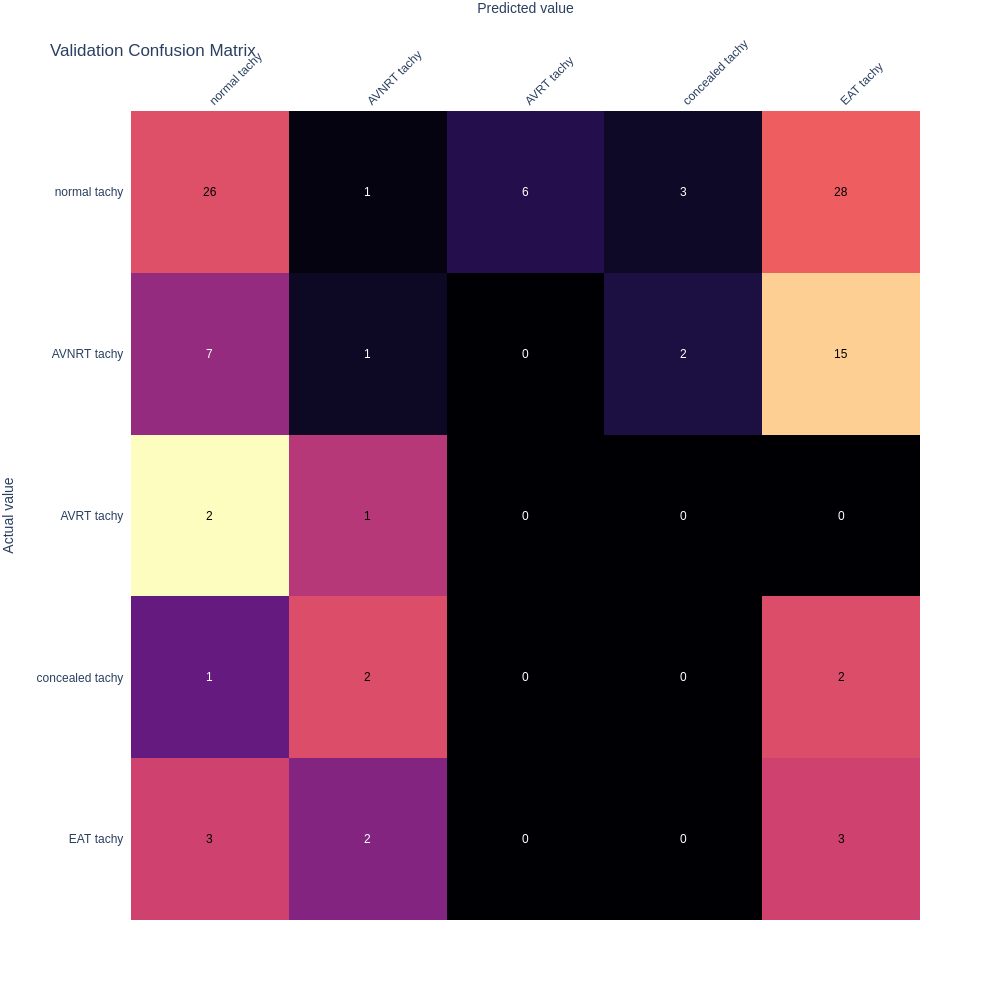 Predicted value
Validation Confusion Matrix
normal tachy AVNRT tachy AVRT tachy concealed tachy EAT tachy
normal tachy 26 1 6 3 28
AVNRT tachy 7 1 0 2 15
Actual value
AVRT tachy 2 1 0 0 0
concealed tachy 1 2 0 0 2
EAT tachy 3 2 0 0 3